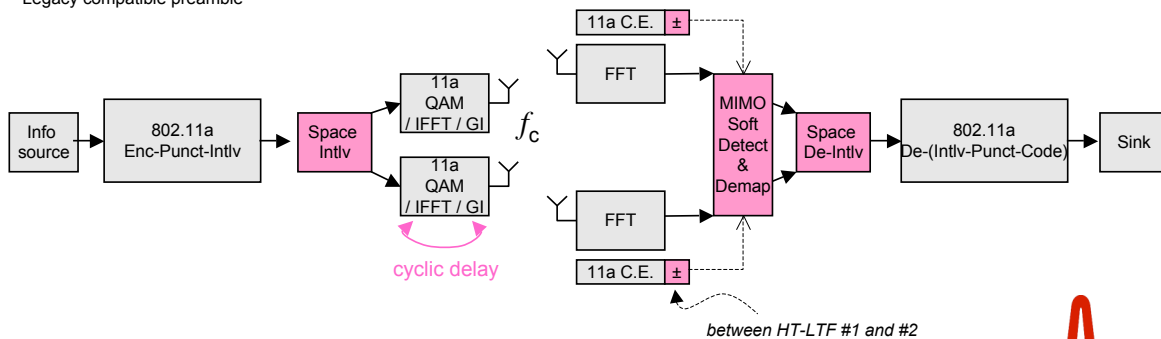 Legacy compatible preamble
11a C.E. ±
FFT
11a
QAM
/ IFFT / GI
fc
MIMO
Soft
Detect
&
Demap
Info
source
802.11a
Enc-Punct-Intlv
Space
Intlv
Space
De-Intlv
802.11a
De-(Intlv-Punct-Code)
Sink
11a
QAM
/ IFFT / GI
FFT
cyclic delay
11a C.E. ±
between HT-LTF #1 and #2